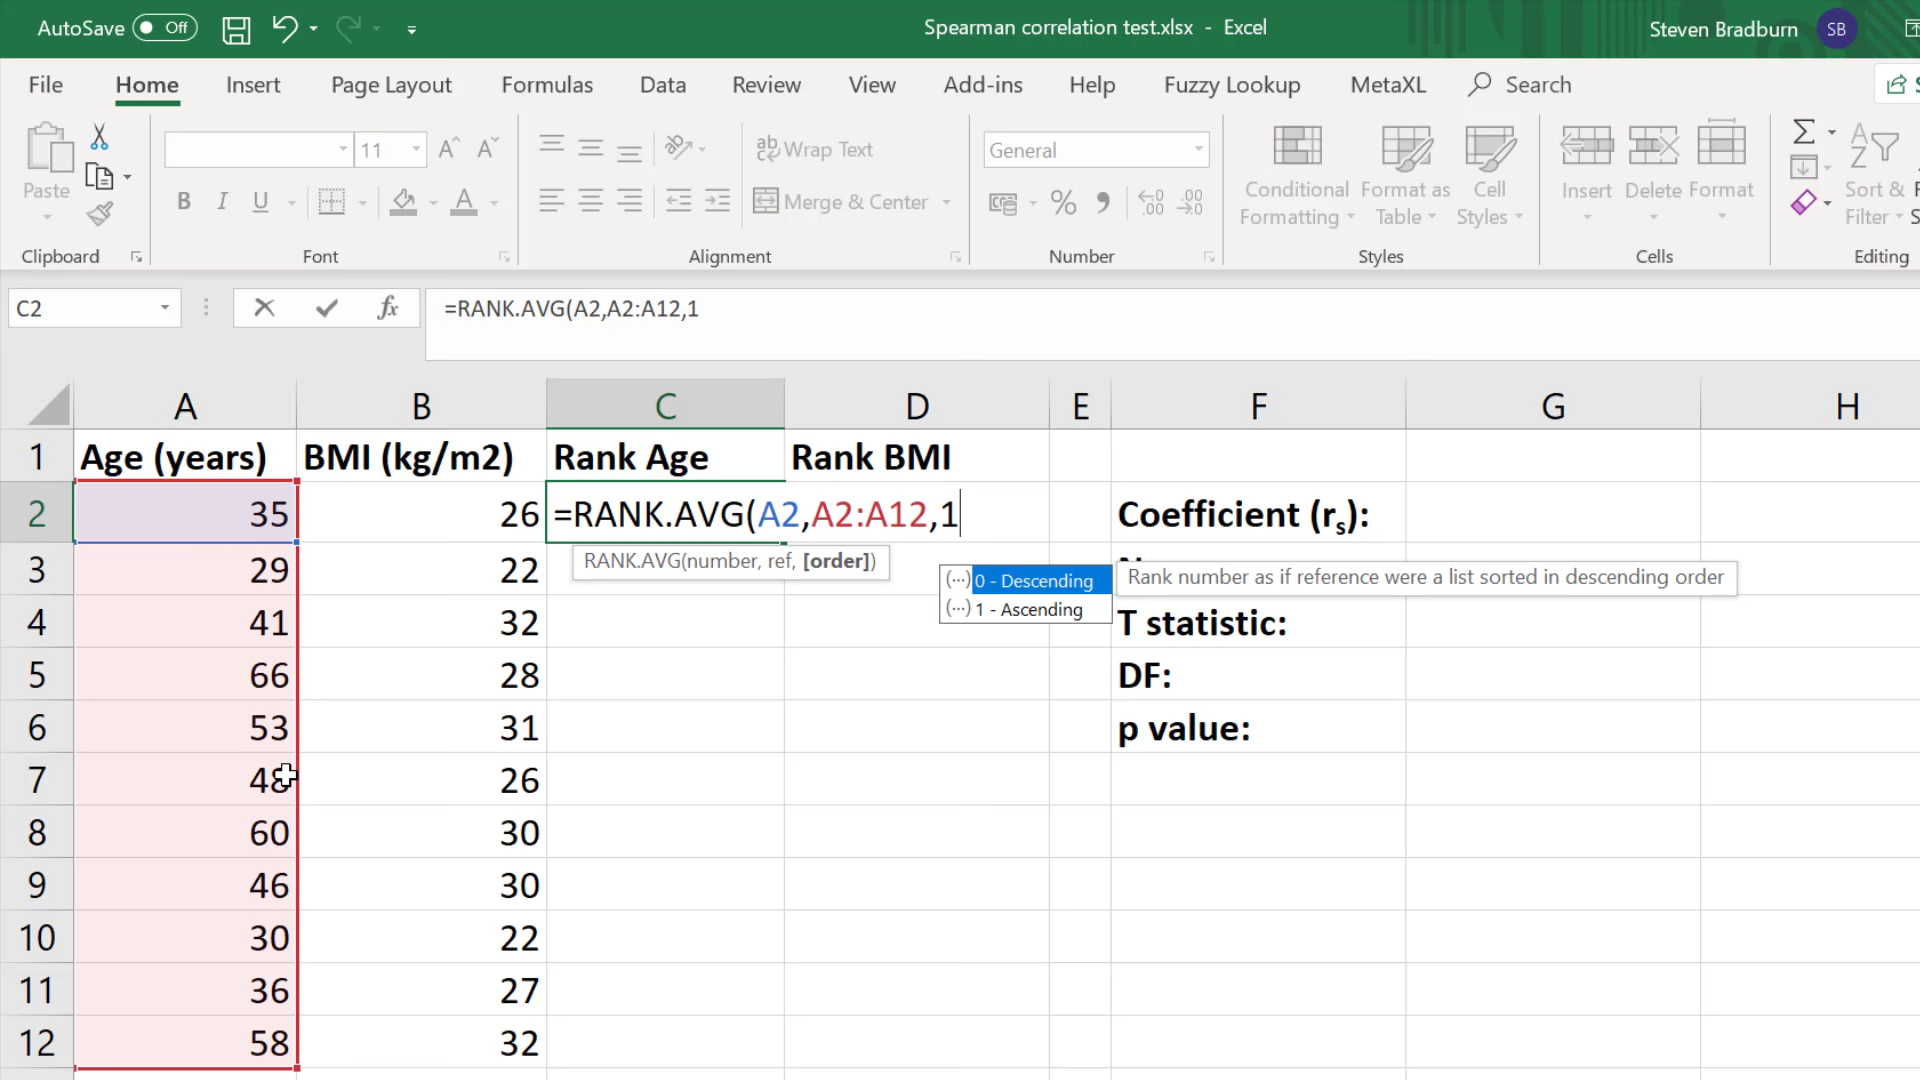 AutoSave Off Spearman correlation test.xlsx - Excel Steven Bradburn SB
File Home Insert Page Layout Formulas Data Review View Add-ins Help Fuzzy Lookup MetaXL Search
11 Wrap Text General
Paste Conditional Format as Cell Insert Delete Format Sort &
B I U Merge & Center % Formatting Table Styles Filter
Clipboard Font Alignment Number Styles Cells Editing
C2 fx =RANK.AVG(A2,A2:A12,1
A B C D E F G H
1 Age (years) BMI (kg/m2) Rank Age Rank BMI
2 35 26 =RANK.AVG(A2,A2:A12,1 Coefficient (rs):
RANK.AVG(number, ref, [order])
3 29 22 (...) 0 - Descending Rank number as if reference were a list sorted in descending order
(...) 1 - Ascending
4 41 32 T statistic:
5 66 28 DF:
6 53 31 p value:
7 48 26
8 60 30
9 46 30
10 30 22
11 36 27
12 58 32